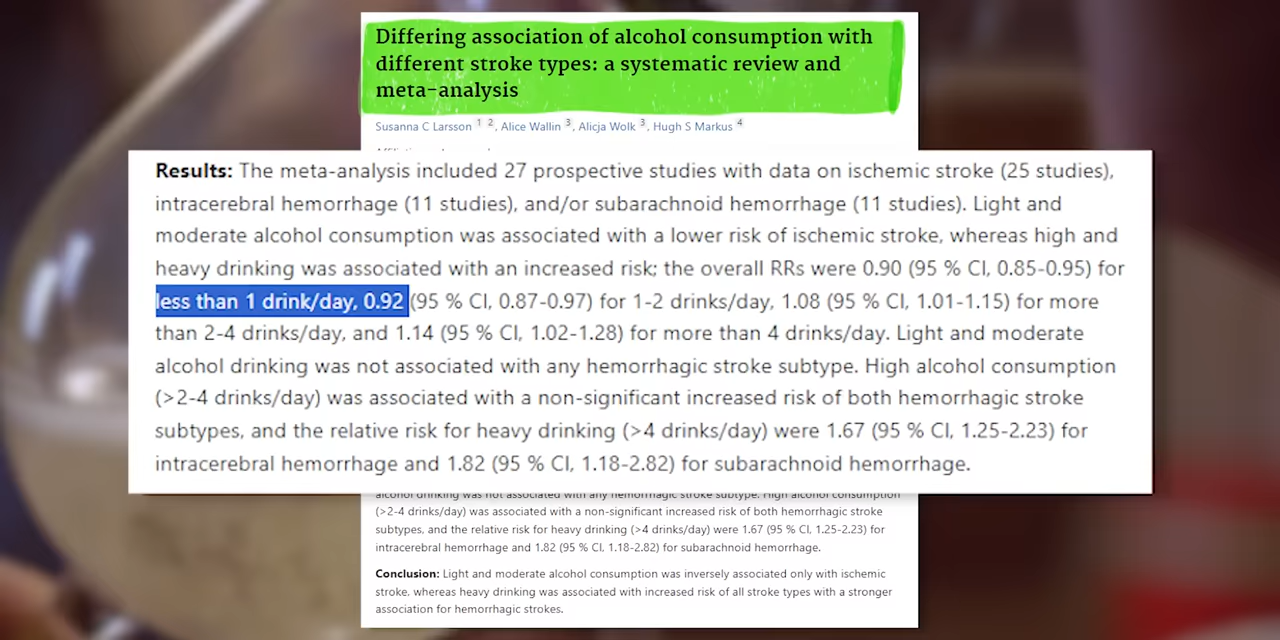 Differing association of alcohol consumption with
different stroke types: a systematic review and
meta-analysis
Susanna C Larsson 1 2, Alice Wallin 3, Alicja Wolk 3, Hugh S Markus 4
Results: The meta-analysis included 27 prospective studies with data on ischemic stroke (25 studies),
intracerebral hemorrhage (11 studies), and/or subarachnoid hemorrhage (11 studies). Light and
moderate alcohol consumption was associated with a lower risk of ischemic stroke, whereas high and
heavy drinking was associated with an increased risk; the overall RRs were 0.90 (95 % CI, 0.85-0.95) for
less than 1 drink/day, 0.92 (95 % CI, 0.87-0.97) for 1-2 drinks/day, 1.08 (95 % CI, 1.01-1.15) for more
than 2-4 drinks/day, and 1.14 (95 % CI, 1.02-1.28) for more than 4 drinks/day. Light and moderate
alcohol drinking was not associated with any hemorrhagic stroke subtype. High alcohol consumption
(>2-4 drinks/day) was associated with a non-significant increased risk of both hemorrhagic stroke
subtypes, and the relative risk for heavy drinking (>4 drinks/day) were 1.67 (95 % CI, 1.25-2.23) for
intracerebral hemorrhage and 1.82 (95 % CI, 1.18-2.82) for subarachnoid hemorrhage.
alcohol drinking was not associated with any hemorrhagic stroke subtype. High alcohol consumption
(>2-4 drinks/day) was associated with a non-significant increased risk of both hemorrhagic stroke
subtypes, and the relative risk for heavy drinking (>4 drinks/day) were 1.67 (95 % CI, 1.25-2.23) for
intracerebral hemorrhage and 1.82 (95 % CI, 1.18-2.82) for subarachnoid hemorrhage.
Conclusion: Light and moderate alcohol consumption was inversely associated only with ischemic
stroke, whereas heavy drinking was associated with increased risk of all stroke types with a stronger
association for hemorrhagic strokes.